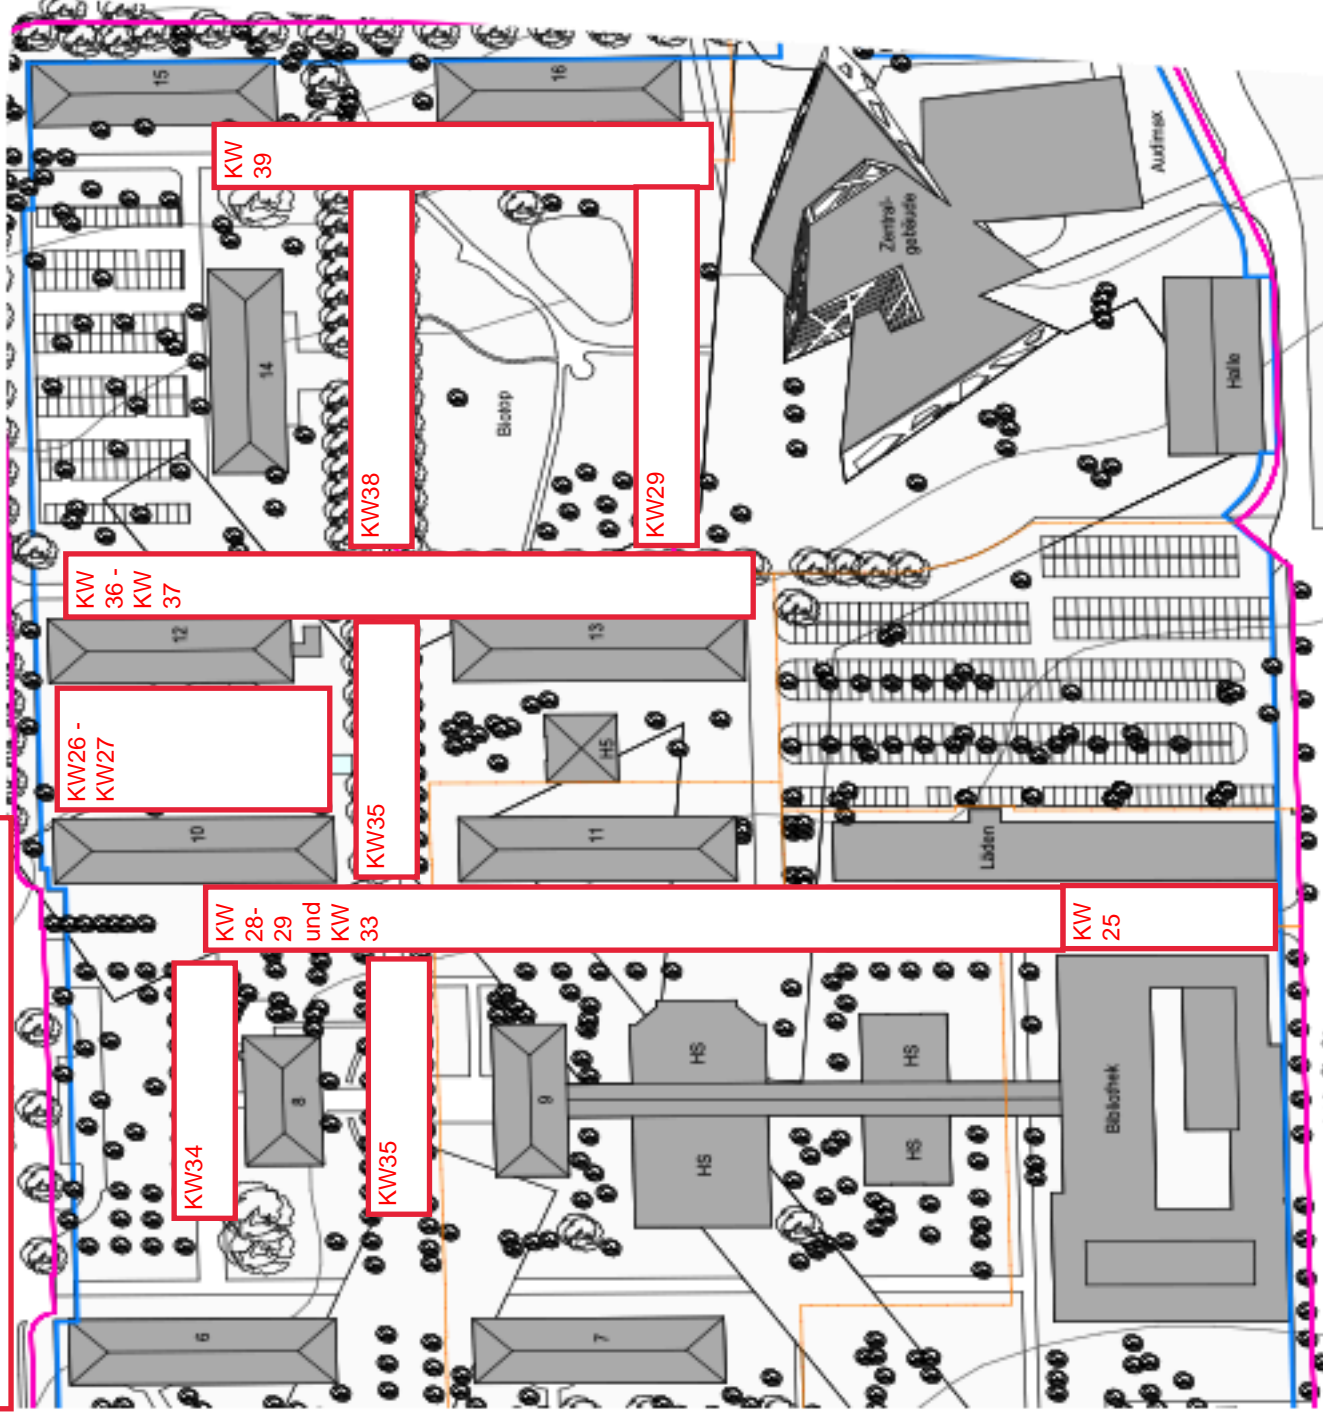 15
16
KW
39
Audimax
Zentral-
gebäude
14
Halle
Biotop
KW38
KW29
KW
36 -
KW
37
12
13
KW26 -
KW27
H5
KW35
10
11
Läden
KW
28-
29
und
KW
33
KW
25
HS
HS
8
9
Bibliothek
KW34
KW35
HS
HS
6
7